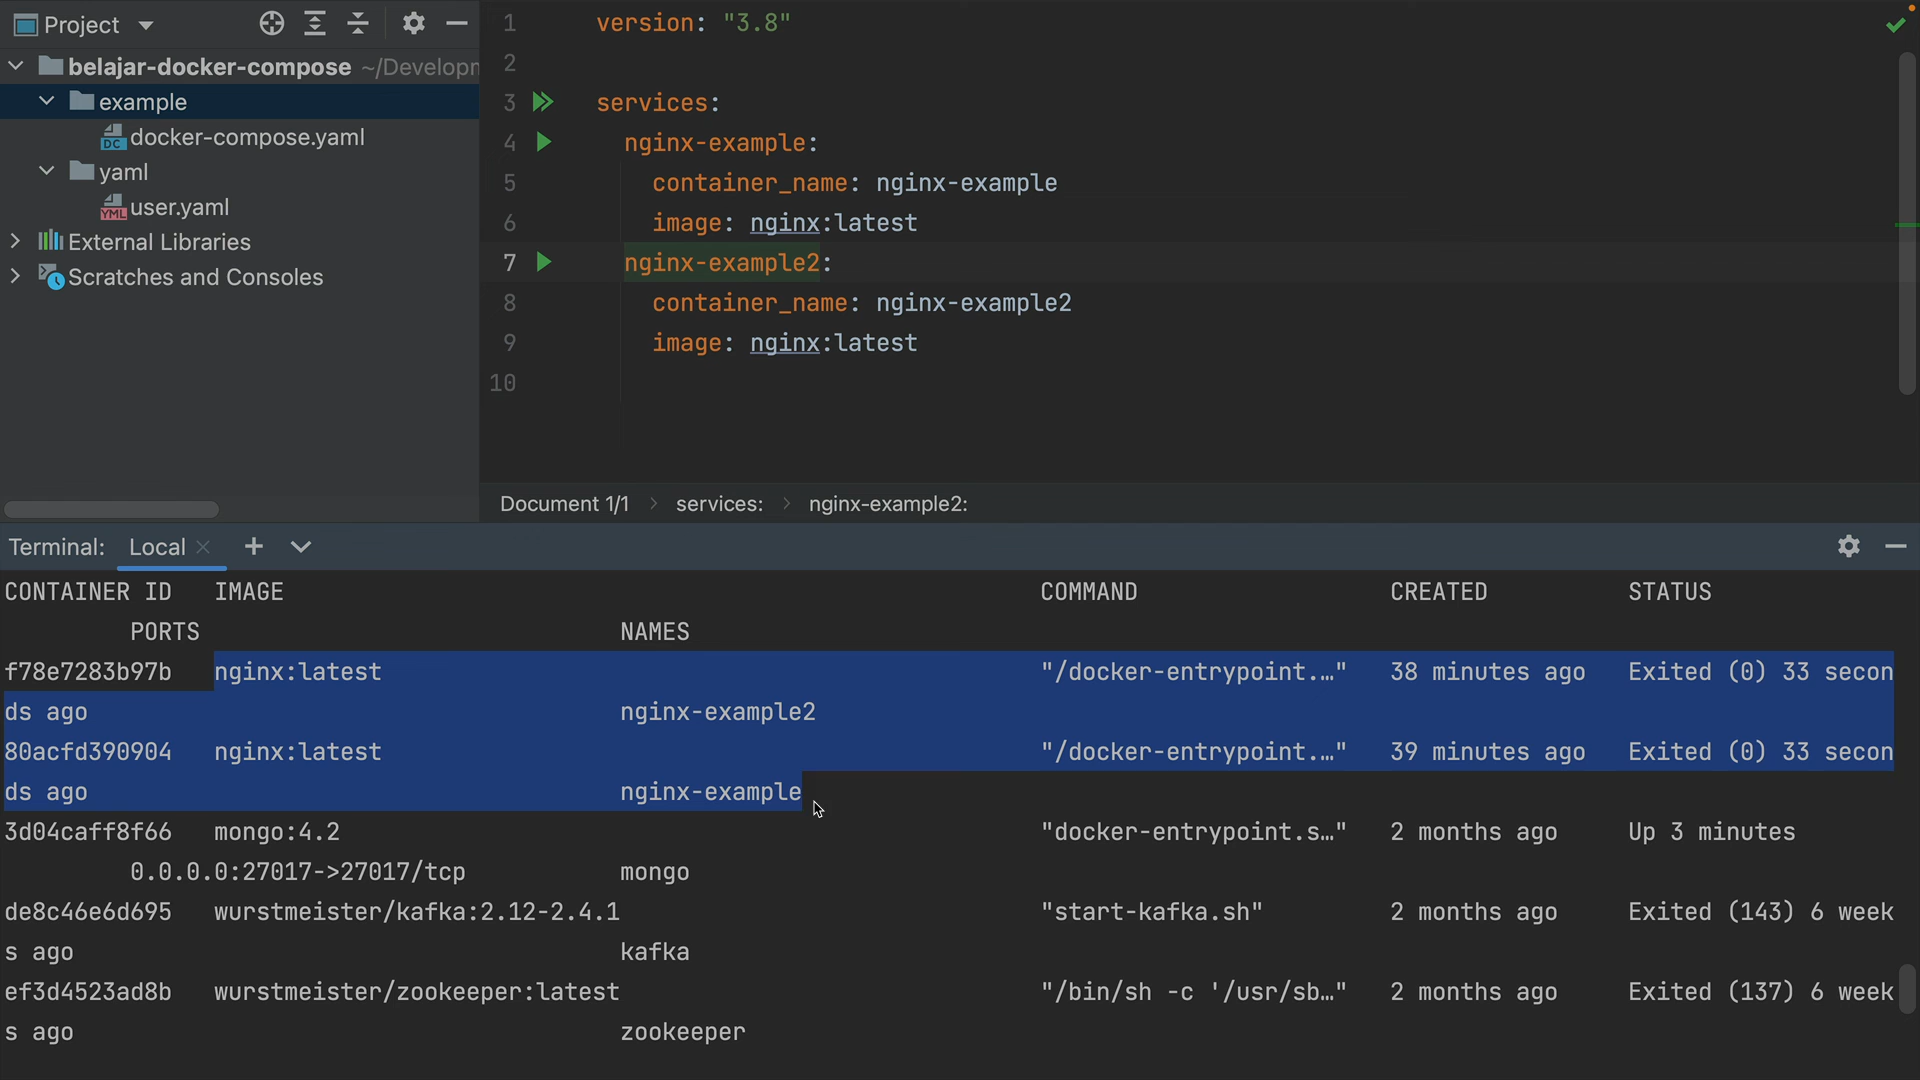 Project
belajar-docker-compose ~/Developm
example
docker-compose.yaml
yaml
user.yaml
External Libraries
Scratches and Consoles
1 version: "3.8"
2
3 services:
4 nginx-example:
5 container_name: nginx-example
6 image: nginx:latest
7 nginx-example2:
8 container_name: nginx-example2
9 image: nginx:latest
10
Document 1/1 > services: > nginx-example2:
Terminal: Local
CONTAINER ID IMAGE COMMAND CREATED STATUS
PORTS NAMES
f78e7283b97b nginx:latest "/docker-entrypoint.…" 38 minutes ago Exited (0) 33 secon
ds ago nginx-example2
80acfd390904 nginx:latest "/docker-entrypoint.…" 39 minutes ago Exited (0) 33 secon
ds ago nginx-example
3d04caff8f66 mongo:4.2 "docker-entrypoint.s…" 2 months ago Up 3 minutes
0.0.0.0:27017->27017/tcp mongo
de8c46e6d695 wurstmeister/kafka:2.12-2.4.1 "start-kafka.sh" 2 months ago Exited (143) 6 week
s ago kafka
ef3d4523ad8b wurstmeister/zookeeper:latest "/bin/sh -c '/usr/sb…" 2 months ago Exited (137) 6 week
s ago zookeeper